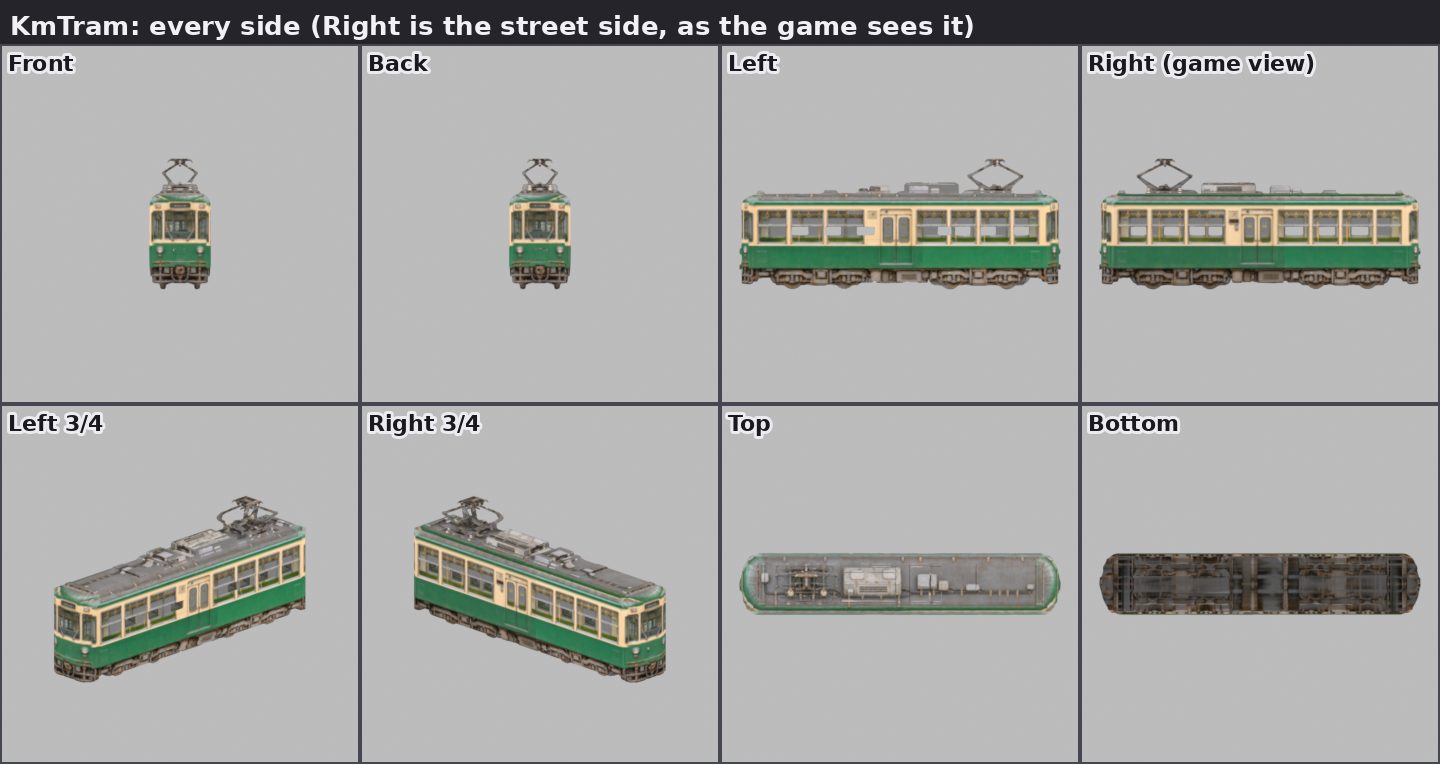 KmTram: every side (Right is the street side, as the game sees it)
Front
Back
Left
Right (game view)
Left 3/4
Right 3/4
Top
Bottom